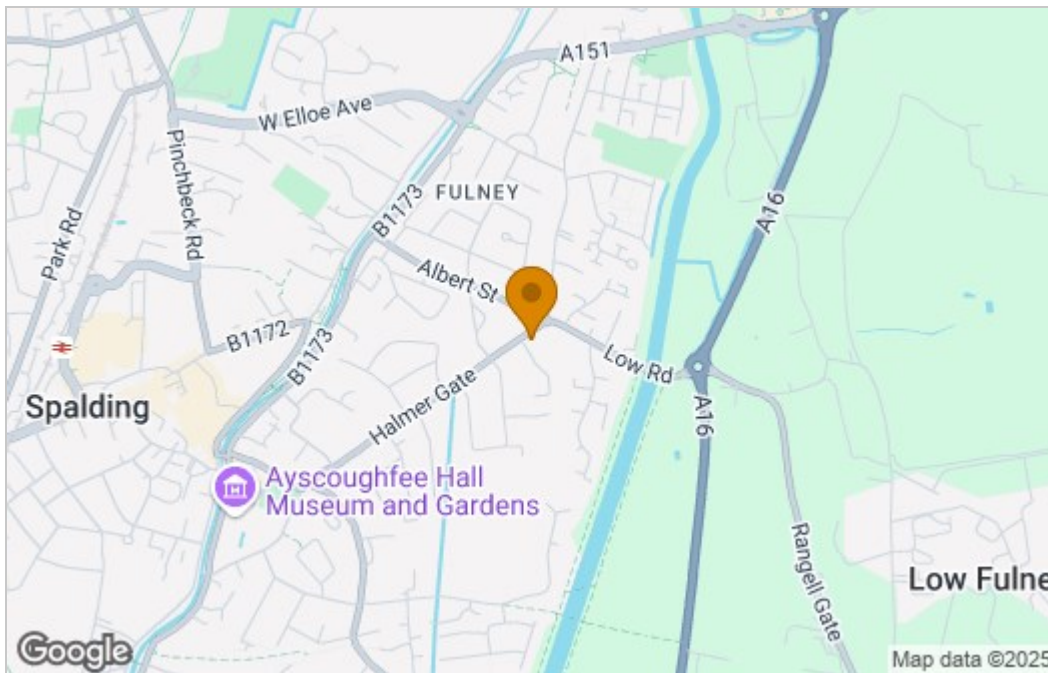 A151
W Elloe Ave
Pinchbeck Rd
Park Rd
FULNEY
B1173
A16
Albert St
B1172
B1173
Low Rd
Halmer Gate
Spalding
A16
Ayscoughfee Hall
Museum and Gardens
Rangell Gate
Low Fulne
Google
Map data ©2025